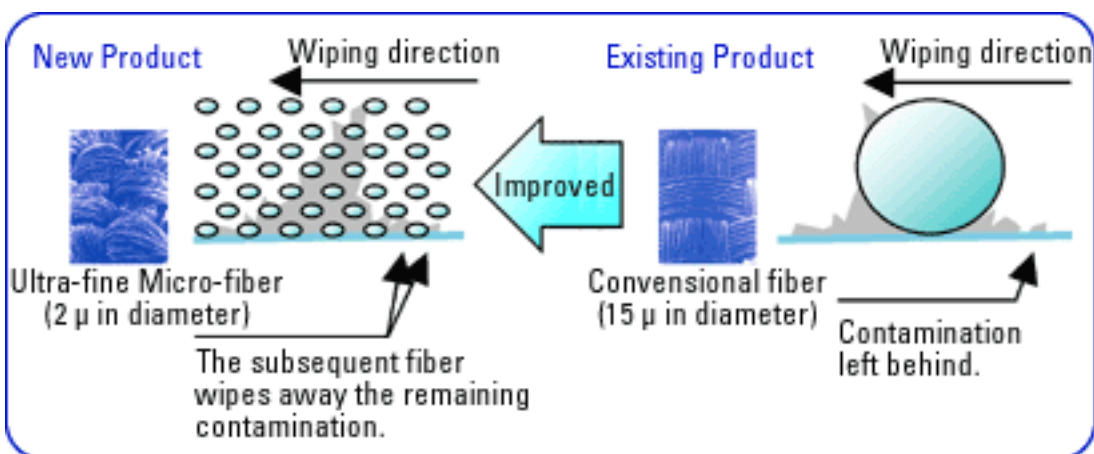 New Product
Wiping direction
Ultra-fine Micro-fiber
(2 µ in diameter)
The subsequent fiber
wipes away the remaining
contamination.
Improved
Existing Product
Wiping direction
Convensional fiber
(15 µ in diameter)
Contamination
left behind.